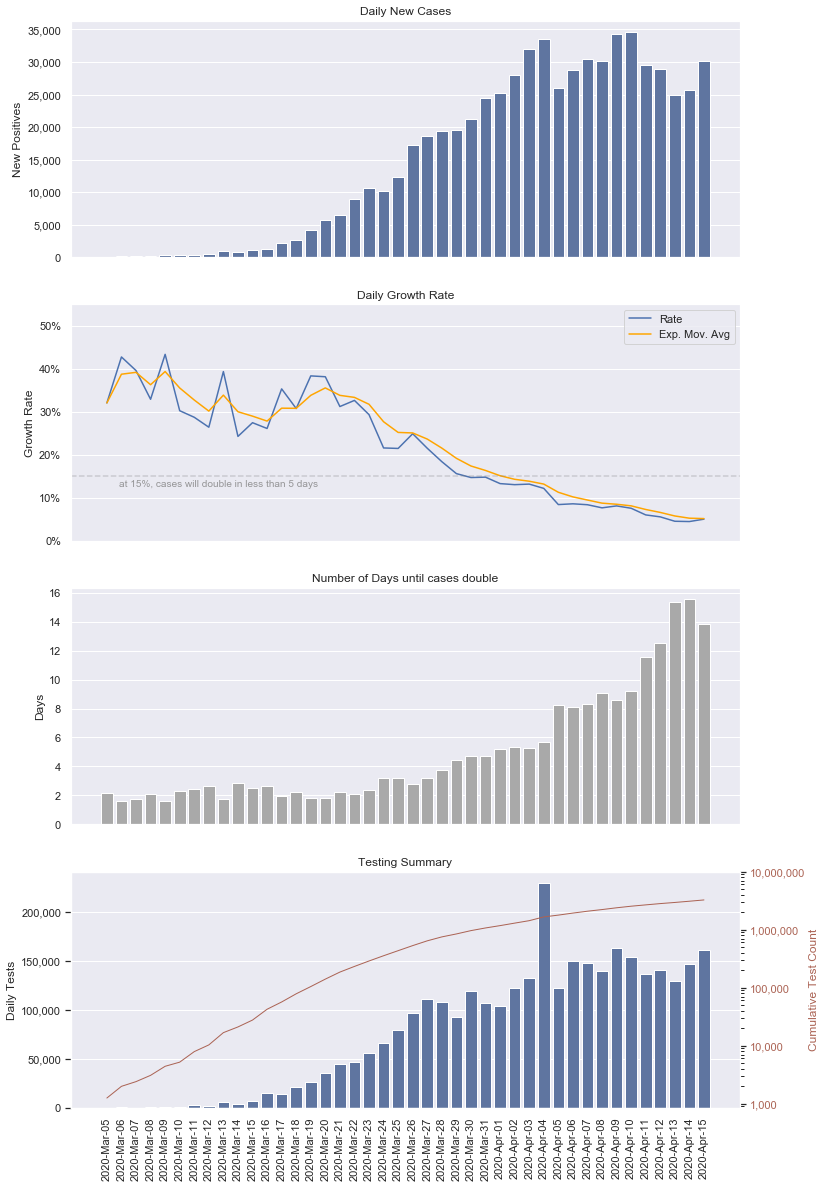 Daily New Cases
35,000
30,000
25,000
20,000
15,000
10,000
5,000
0
New Positives
Daily Growth Rate
50%
40%
30%
20%
10%
0%
Growth Rate
Rate
Exp. Mov. Avg
at 15%, cases will double in less than 5 days
Number of Days until cases double
16
14
12
10
8
6
4
2
0
Days
Testing Summary
200,000
150,000
100,000
50,000
0
Daily Tests
10,000,000
1,000,000
100,000
10,000
1,000
Cumulative Test Count
2020-Mar-05
2020-Mar-06
2020-Mar-07
2020-Mar-08
2020-Mar-09
2020-Mar-10
2020-Mar-11
2020-Mar-12
2020-Mar-13
2020-Mar-14
2020-Mar-15
2020-Mar-16
2020-Mar-17
2020-Mar-18
2020-Mar-19
2020-Mar-20
2020-Mar-21
2020-Mar-22
2020-Mar-23
2020-Mar-24
2020-Mar-25
2020-Mar-26
2020-Mar-27
2020-Mar-28
2020-Mar-29
2020-Mar-30
2020-Mar-31
2020-Apr-01
2020-Apr-02
2020-Apr-03
2020-Apr-04
2020-Apr-05
2020-Apr-06
2020-Apr-07
2020-Apr-08
2020-Apr-09
2020-Apr-10
2020-Apr-11
2020-Apr-12
2020-Apr-13
2020-Apr-14
2020-Apr-15